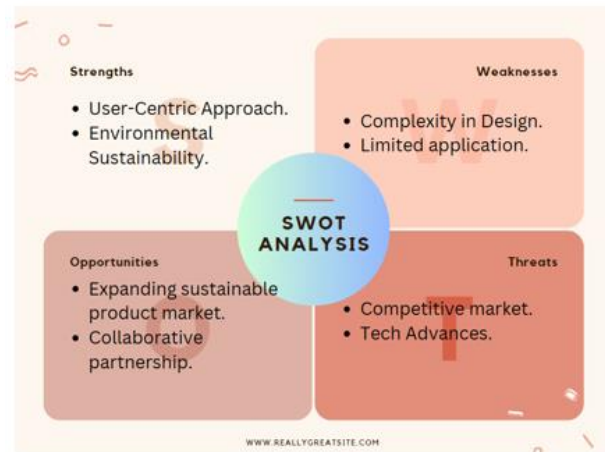 Strengths
• User-Centric Approach.
• Environmental
Sustainability.
Weaknesses
• Complexity in Design.
• Limited application.
S
W
SWOT
ANALYSIS
Opportunities
• Expanding sustainable
product market.
• Collaborative
partnership.
Threats
• Competitive market.
• Tech Advances.
O
T
WWW.REALLYGREATSITE.COM